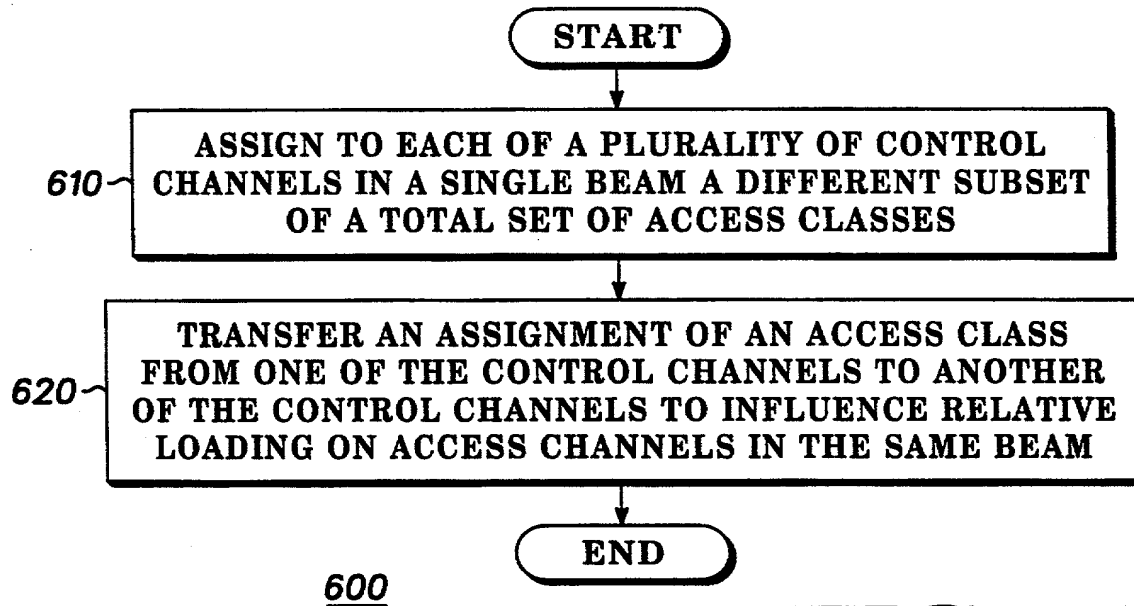 START
610
ASSIGN TO EACH OF A PLURALITY OF CONTROL
CHANNELS IN A SINGLE BEAM A DIFFERENT SUBSET
OF A TOTAL SET OF ACCESS CLASSES
620
TRANSFER AN ASSIGNMENT OF AN ACCESS CLASS
FROM ONE OF THE CONTROL CHANNELS TO ANOTHER
OF THE CONTROL CHANNELS TO INFLUENCE RELATIVE
LOADING ON ACCESS CHANNELS IN THE SAME BEAM
END
600